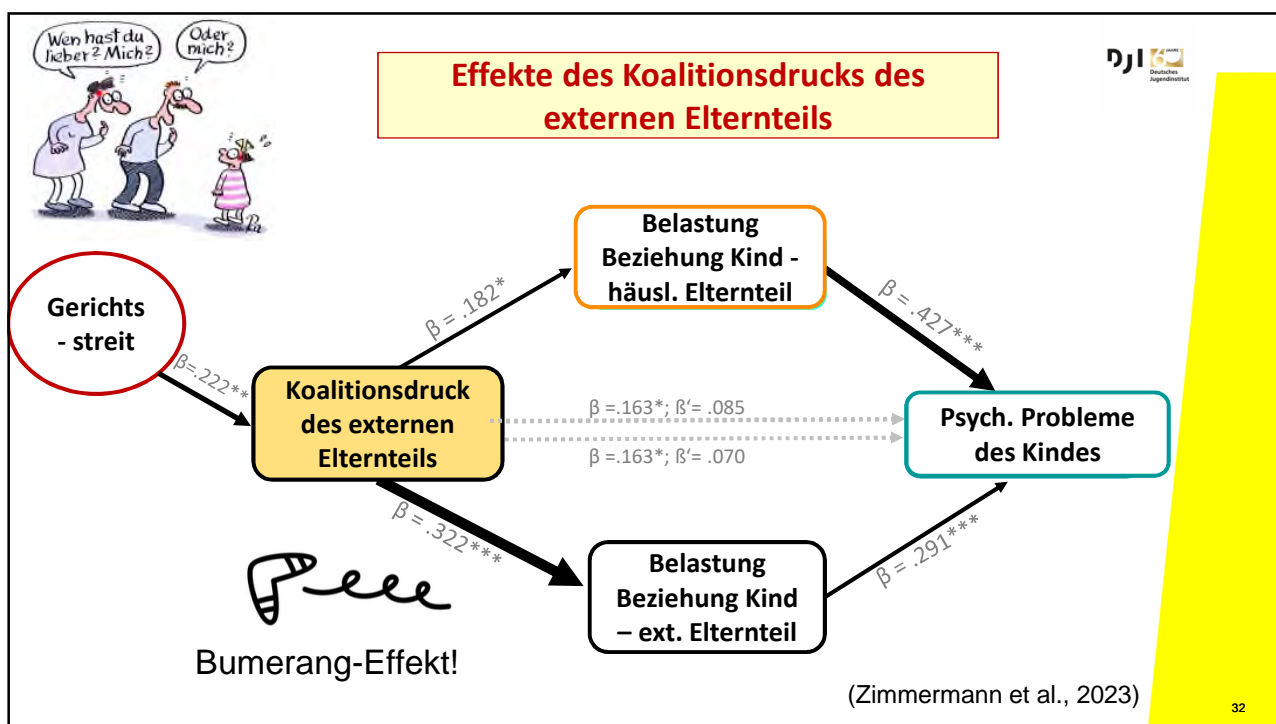 Wen hast du
lieber? Mich?
Oder
mich?
Effekte des Koalitionsdrucks des
externen Elternteils
DJI 60 JAHRE
Deutsches
Jugendinstitut
Belastung
Beziehung Kind -
häusl. Elternteil
Gerichts
- streit
β=.222**
β = .182*
β = .427***
Koalitionsdruck
des externen
Elternteils
β =.163*; ß‘= .085
β =.163*; ß‘= .070
Psych. Probleme
des Kindes
β = .322***
β = .291***
Belastung
Beziehung Kind
– ext. Elternteil
Bumerang-Effekt!
(Zimmermann et al., 2023)
32